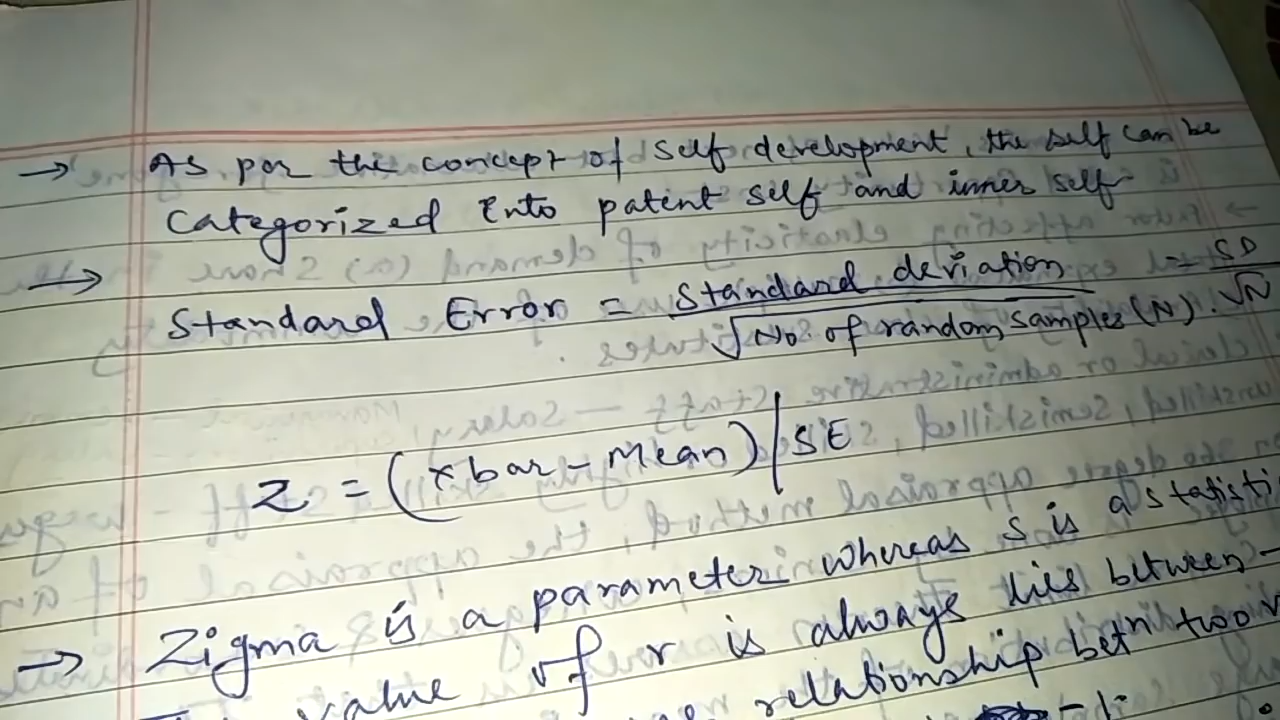 → As per the concept of self development, the self can be
categorized into patent self and inner self
→ Standard Error = Standard deviation / √No. of random samples (N). = SD / √N
Z = (x bar - Mean) / SE
→ Zigma is a parameter whereas s is a statisti
value of r is always lies between -
relationship betn two v
-1